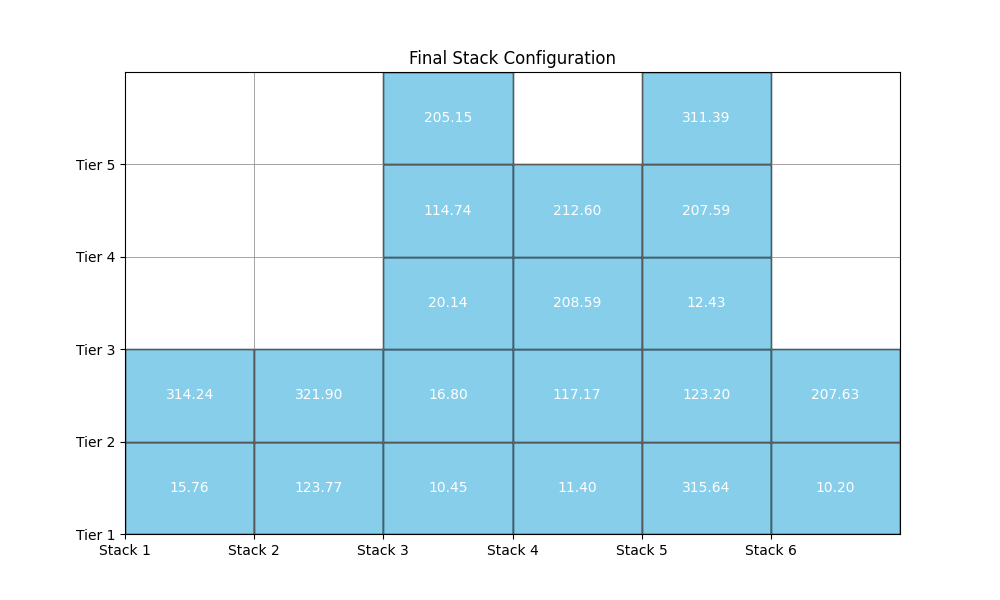 Final Stack Configuration
205.15 311.39
Tier 5
114.74 212.60 207.59
Tier 4
20.14 208.59 12.43
Tier 3
314.24 321.90 16.80 117.17 123.20 207.63
Tier 2
15.76 123.77 10.45 11.40 315.64 10.20
Tier 1
Stack 1 Stack 2 Stack 3 Stack 4 Stack 5 Stack 6